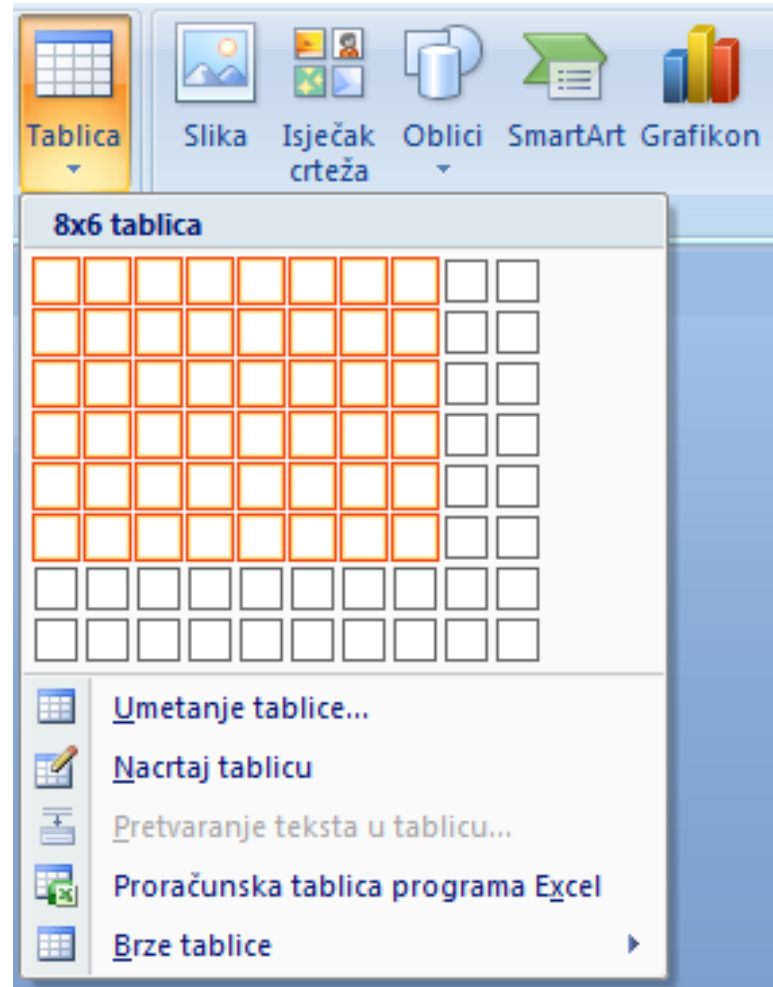 Tablica
Slika
Isječak
crteža
Oblici
SmartArt
Grafikon
8x6 tablica
Umetanje tablice...
Nacrtaj tablicu
Pretvaranje teksta u tablicu...
Proračunska tablica programa Excel
Brze tablice